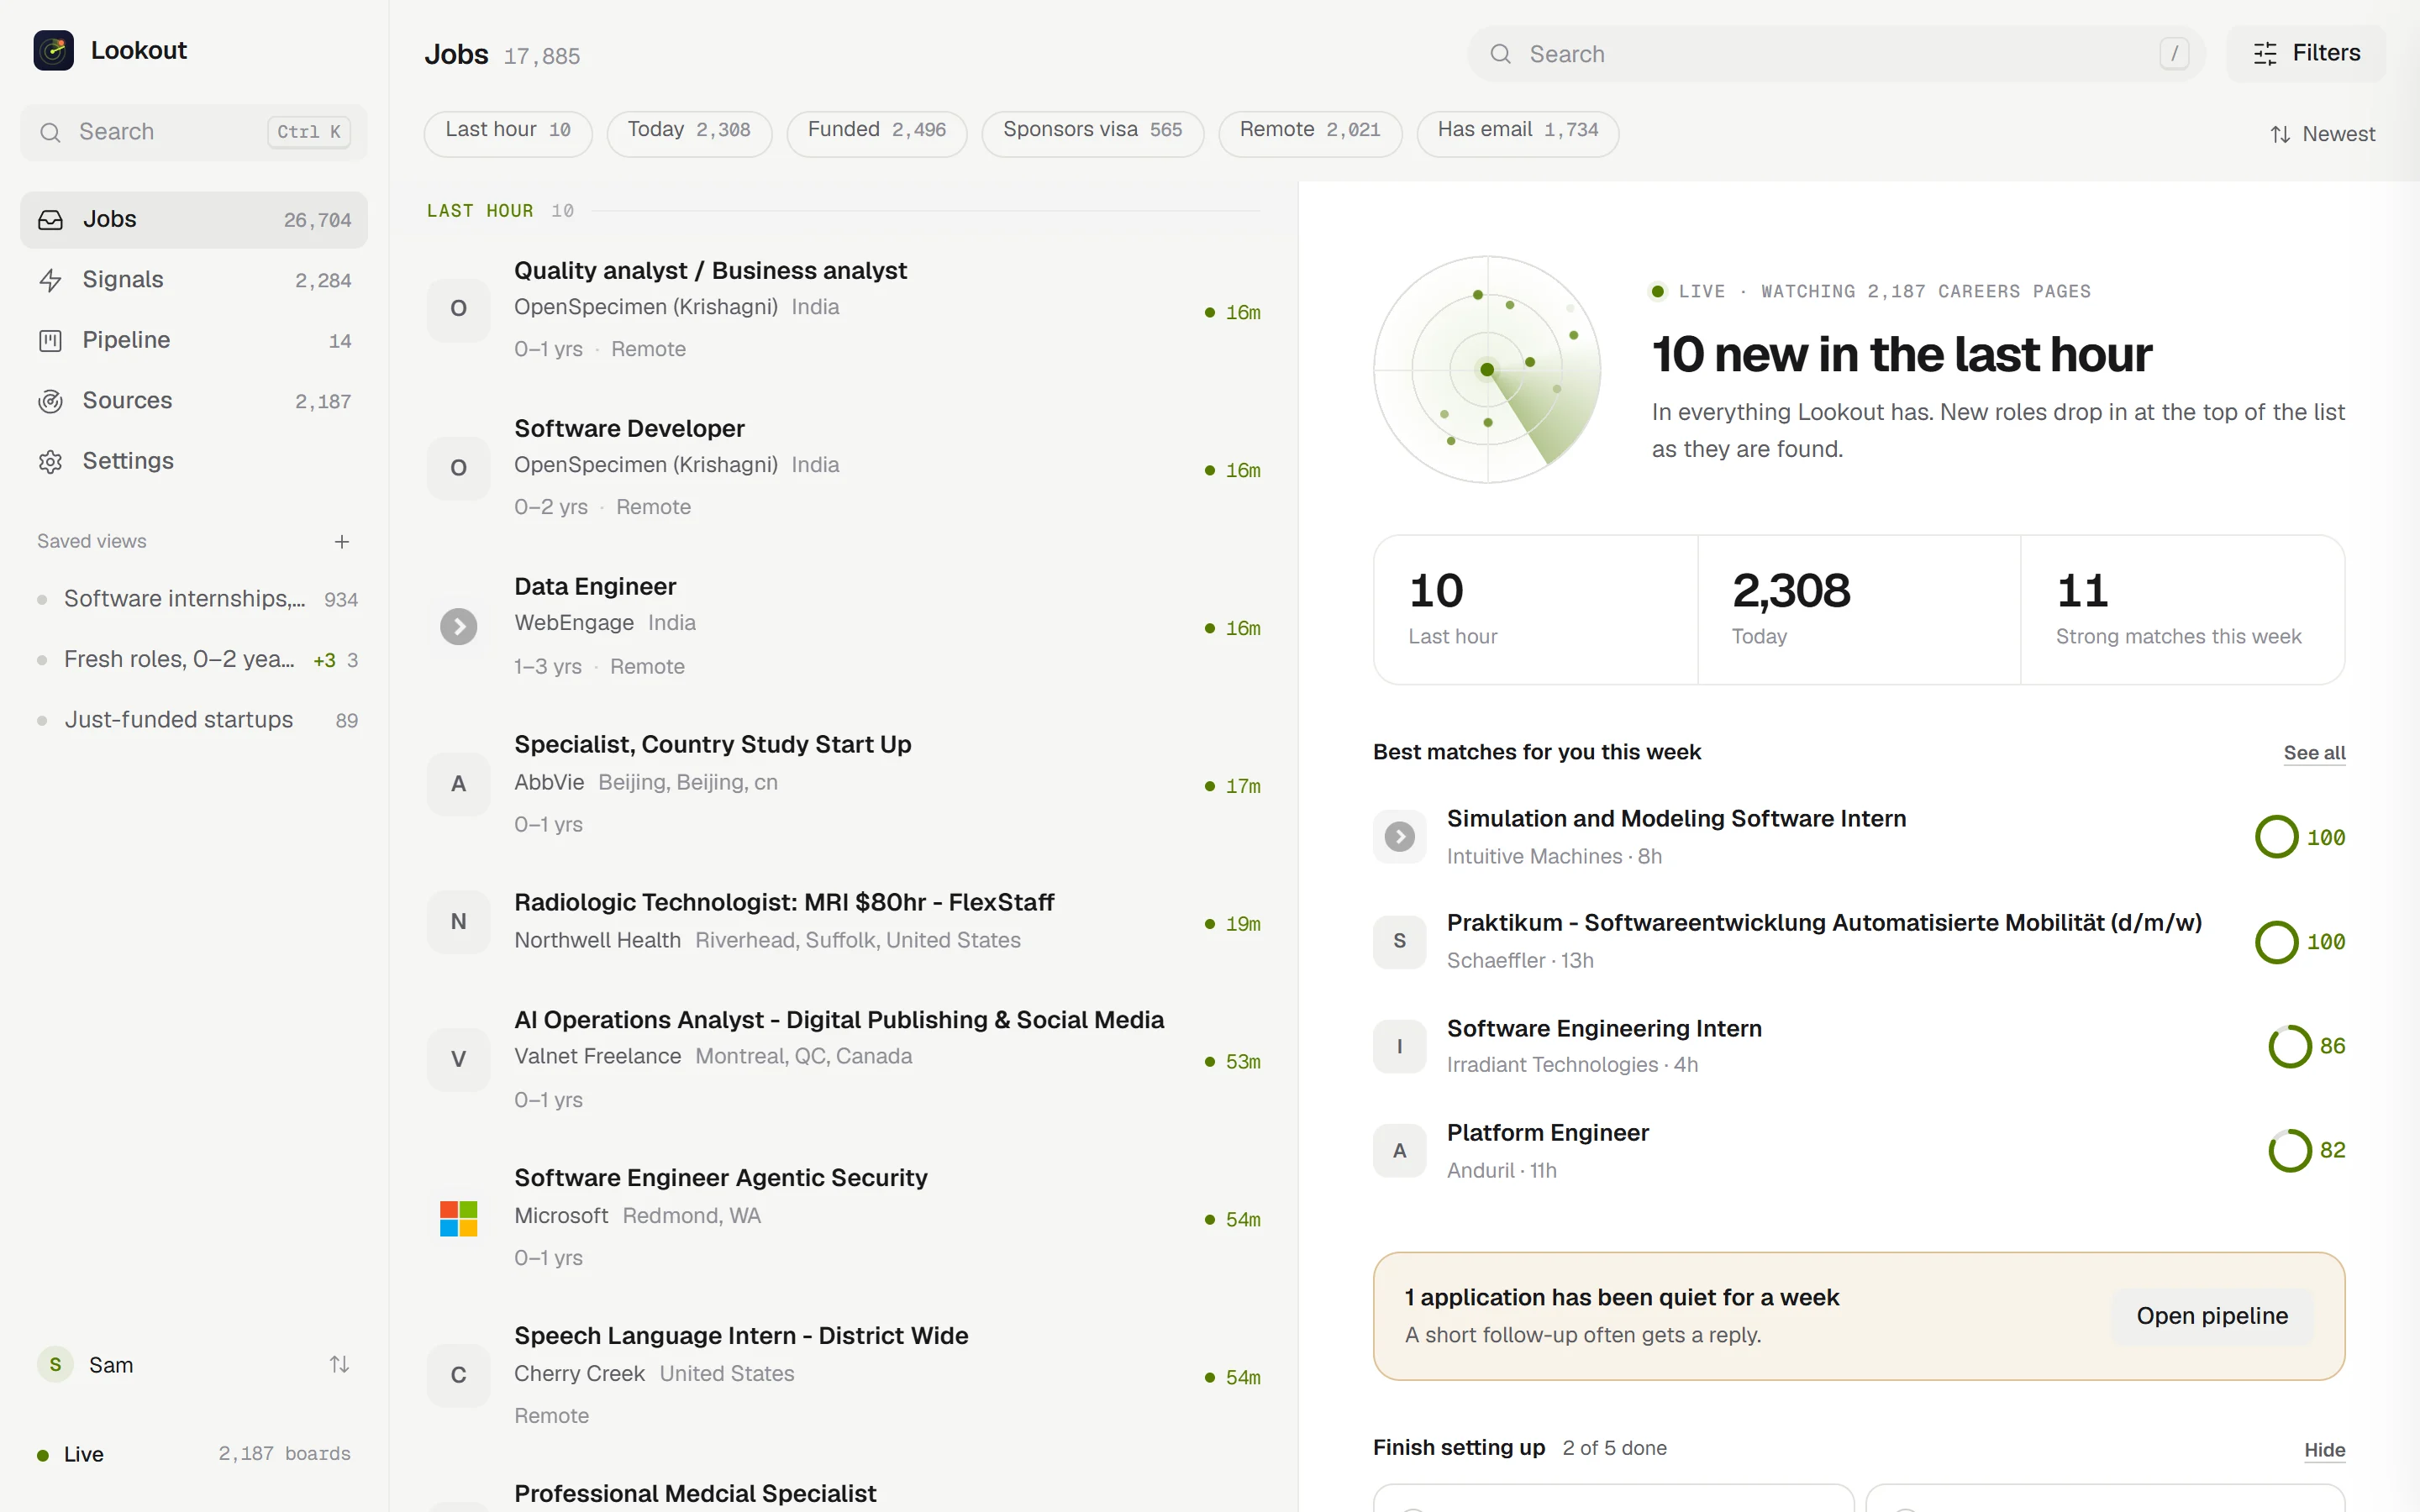 Lookout
Search Ctrl K
Jobs 26,704
Signals 2,284
Pipeline 14
Sources 2,187
Settings
Saved views
Software internships,... 934
Fresh roles, 0–2 yea... +3 3
Just-funded startups 89
S Sam
Live 2,187 boards
Jobs 17,885
Search /
Filters
Last hour 10
Today 2,308
Funded 2,496
Sponsors visa 565
Remote 2,021
Has email 1,734
Newest
LAST HOUR 10
O
Quality analyst / Business analyst
OpenSpecimen (Krishagni) India
0–1 yrs · Remote
16m
O
Software Developer
OpenSpecimen (Krishagni) India
0–2 yrs · Remote
16m
Data Engineer
WebEngage India
1–3 yrs · Remote
16m
A
Specialist, Country Study Start Up
AbbVie Beijing, Beijing, cn
0–1 yrs
17m
N
Radiologic Technologist: MRI $80hr - FlexStaff
Northwell Health Riverhead, Suffolk, United States
19m
V
AI Operations Analyst - Digital Publishing & Social Media
Valnet Freelance Montreal, QC, Canada
0–1 yrs
53m
Software Engineer Agentic Security
Microsoft Redmond, WA
0–1 yrs
54m
C
Speech Language Intern - District Wide
Cherry Creek United States
Remote
54m
Professional Medcial Specialist
LIVE · WATCHING 2,187 CAREERS PAGES
10 new in the last hour
In everything Lookout has. New roles drop in at the top of the list
as they are found.
10
Last hour
2,308
Today
11
Strong matches this week
Best matches for you this week See all
Simulation and Modeling Software Intern
Intuitive Machines · 8h
100
S
Praktikum - Softwareentwicklung Automatisierte Mobilität (d/m/w)
Schaeffler · 13h
100
I
Software Engineering Intern
Irradiant Technologies · 4h
86
A
Platform Engineer
Anduril · 11h
82
1 application has been quiet for a week
A short follow-up often gets a reply.
Open pipeline
Finish setting up 2 of 5 done Hide